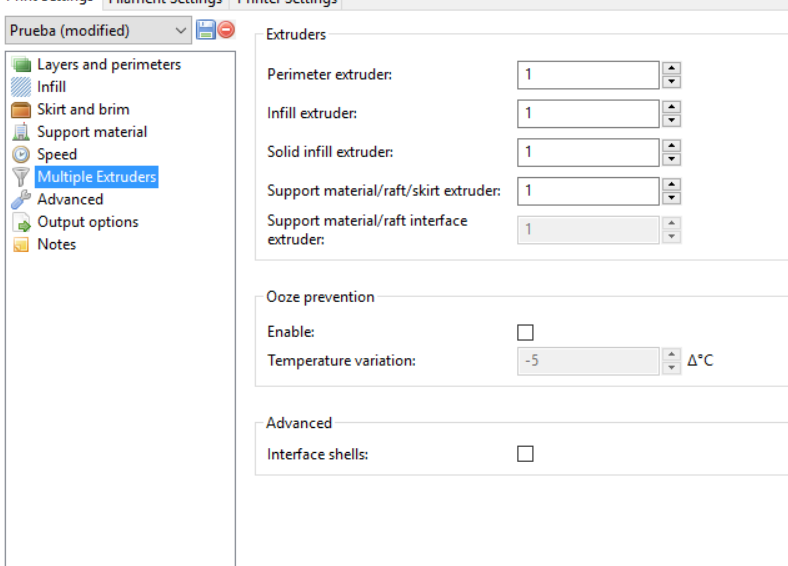 Print Settings Filament Settings Printer Settings
Prueba (modified)
Layers and perimeters
Infill
Skirt and brim
Support material
Speed
Multiple Extruders
Advanced
Output options
Notes
Extruders
Perimeter extruder: 1
Infill extruder: 1
Solid infill extruder: 1
Support material/raft/skirt extruder: 1
Support material/raft interface
extruder: 1
Ooze prevention
Enable:
Temperature variation: -5 Δ°C
Advanced
Interface shells: